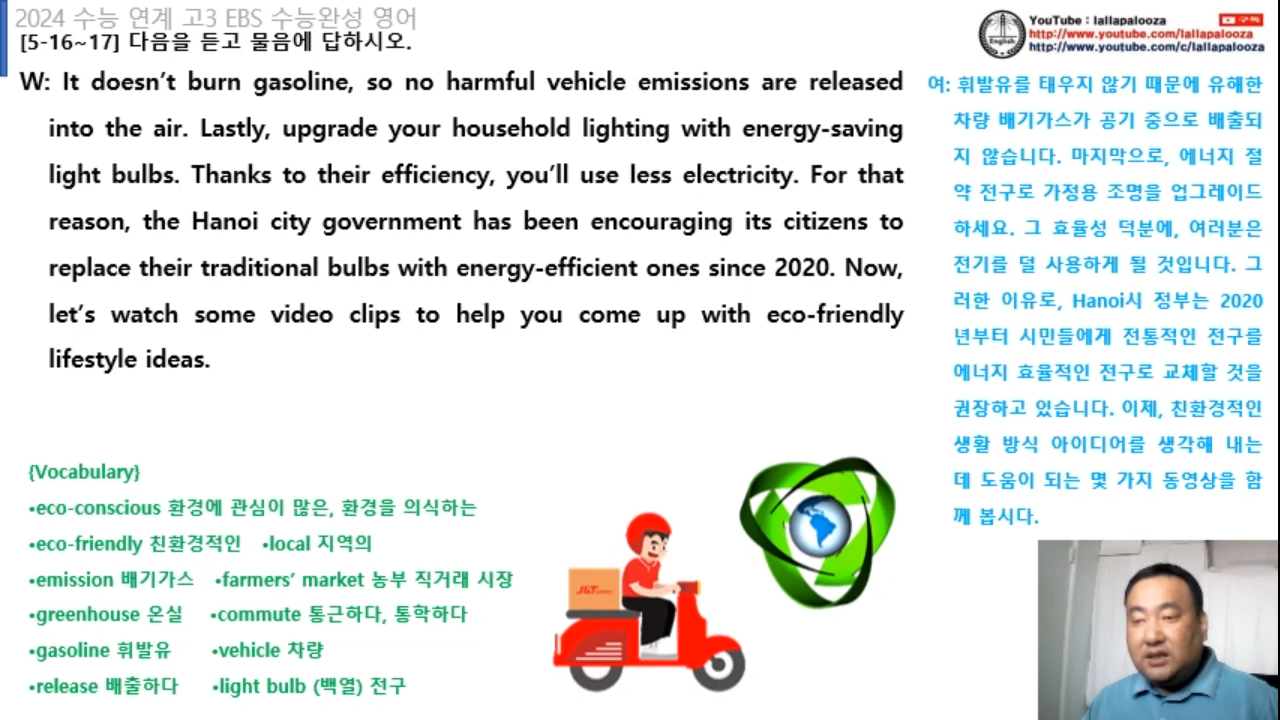 2024 수능 연계 고3 EBS 수능완성 영어
[5-16~17] 다음을 듣고 물음에 답하시오.
YouTube : lallapalooza
구독
http://www.youtube.com/lallapalooza
http://www.youtube.com/c/lallapalooza
English
W: It doesn’t burn gasoline, so no harmful vehicle emissions are released
into the air. Lastly, upgrade your household lighting with energy-saving
light bulbs. Thanks to their efficiency, you’ll use less electricity. For that
reason, the Hanoi city government has been encouraging its citizens to
replace their traditional bulbs with energy-efficient ones since 2020. Now,
let’s watch some video clips to help you come up with eco-friendly
lifestyle ideas.
여: 휘발유를 태우지 않기 때문에 유해한
차량 배기가스가 공기 중으로 배출되
지 않습니다. 마지막으로, 에너지 절
약 전구로 가정용 조명을 업그레이드
하세요. 그 효율성 덕분에, 여러분은
전기를 덜 사용하게 될 것입니다. 그
러한 이유로, Hanoi시 정부는 2020
년부터 시민들에게 전통적인 전구를
에너지 효율적인 전구로 교체할 것을
권장하고 있습니다. 이제, 친환경적인
생활 방식 아이디어를 생각해 내는
데 도움이 되는 몇 가지 동영상을 함
께 봅시다.
{Vocabulary}
•eco-conscious 환경에 관심이 많은, 환경을 의식하는
•eco-friendly 친환경적인 •local 지역의
•emission 배기가스 •farmers’ market 농부 직거래 시장
•greenhouse 온실 •commute 통근하다, 통학하다
•gasoline 휘발유 •vehicle 차량
•release 배출하다 •light bulb (백열) 전구
J&T